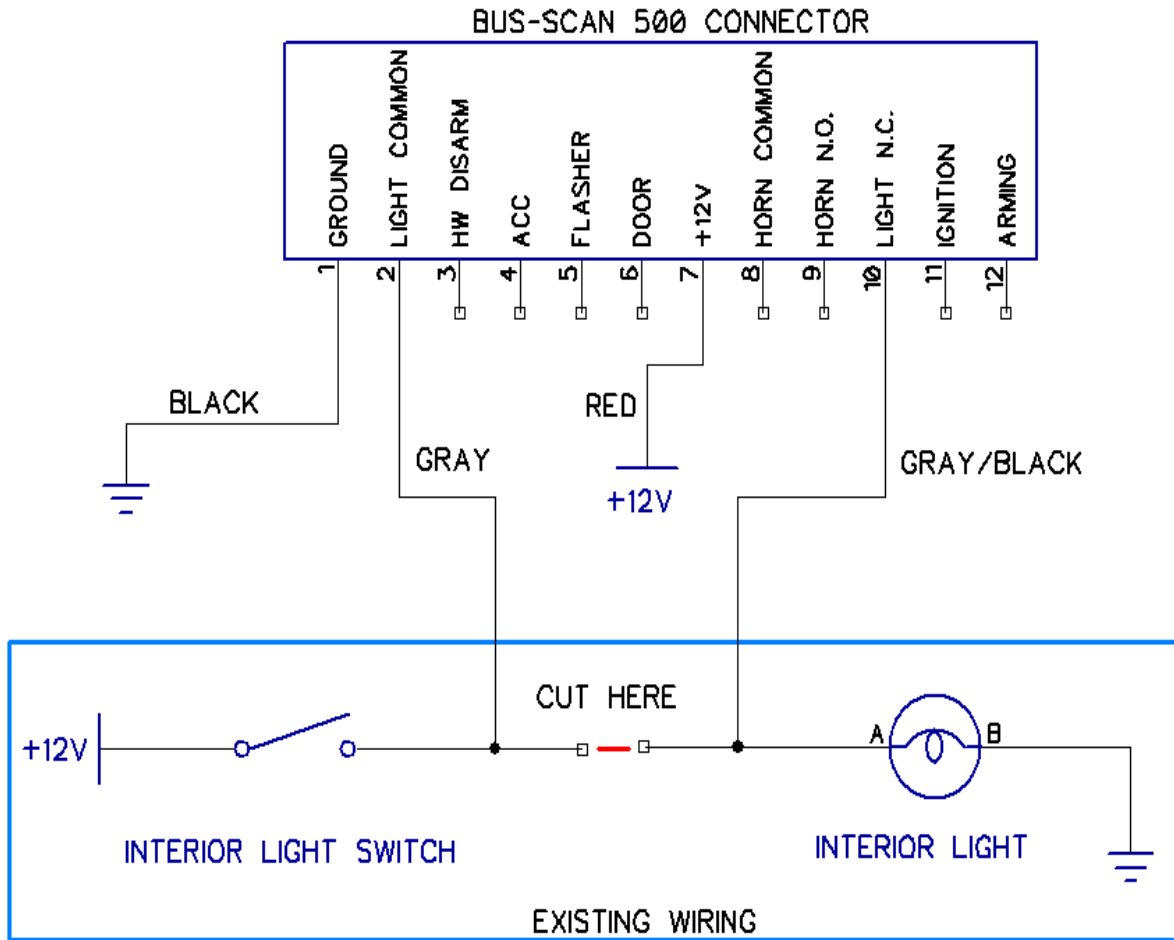 BUS-SCAN 500 CONNECTOR
GROUND
LIGHT COMMON
HW DISARM
ACC
FLASHER
DOOR
+12V
HORN COMMON
HORN N.O.
LIGHT N.C.
IGNITION
ARMING
1
2
3
4
5
6
7
8
9
10
11
12
BLACK
GRAY
RED
+12V
GRAY/BLACK
CUT HERE
+12V
A
B
INTERIOR LIGHT SWITCH
INTERIOR LIGHT
EXISTING WIRING